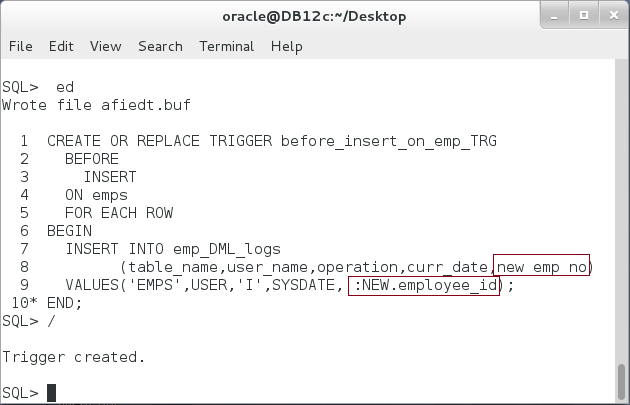 oracle@DB12c:~/Desktop
File Edit View Search Terminal Help
SQL>  ed
Wrote file afiedt.buf
  1  CREATE OR REPLACE TRIGGER before_insert_on_emp_TRG
  2    BEFORE
  3      INSERT
  4    ON emps
  5    FOR EACH ROW
  6  BEGIN
  7    INSERT INTO emp_DML_logs
  8          (table_name,user_name,operation,curr_date,new_emp_no)
  9    VALUES('EMPS',USER,'I',SYSDATE, :NEW.employee_id);
 10* END;
SQL> /
Trigger created.
SQL>